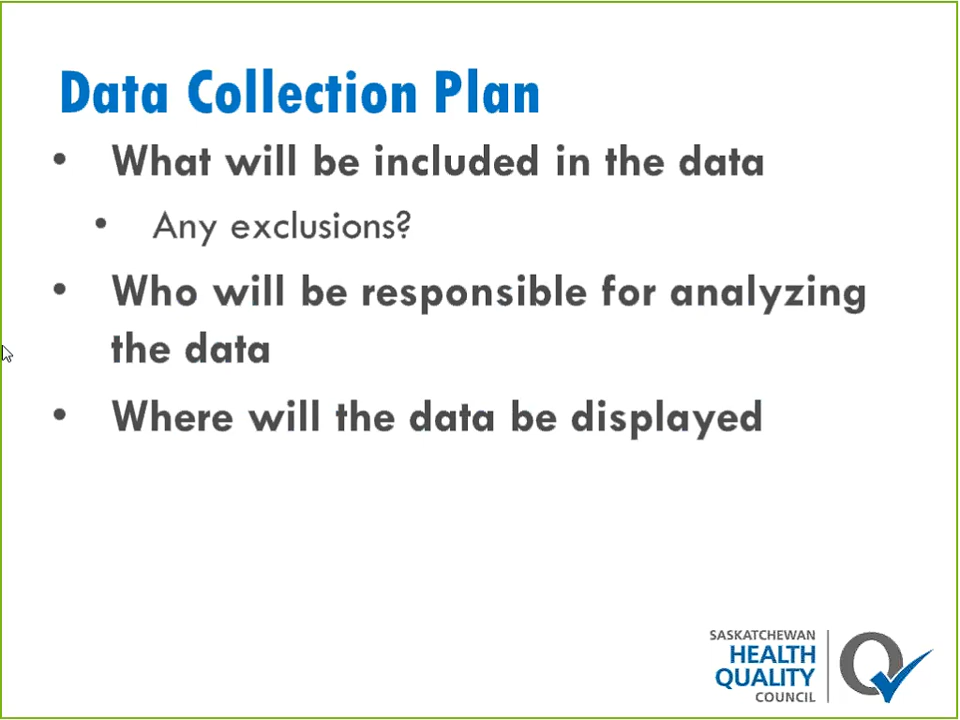 Data Collection Plan
• What will be included in the data
• Any exclusions?
• Who will be responsible for analyzing
the data
• Where will the data be displayed
SASKATCHEWAN
HEALTH
QUALITY
COUNCIL
Q